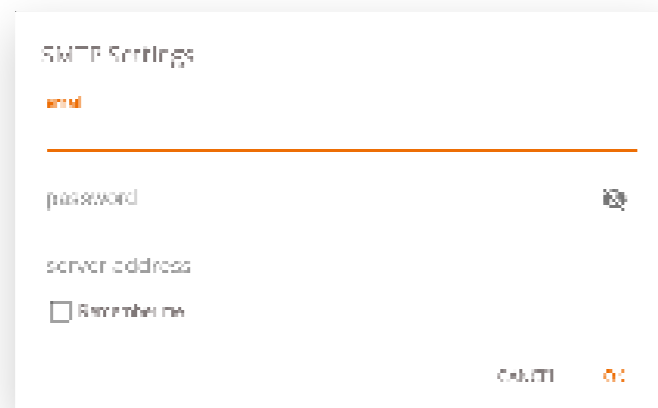 SMTP Settings
email
password
server address
Remember me
CANCEL
OK